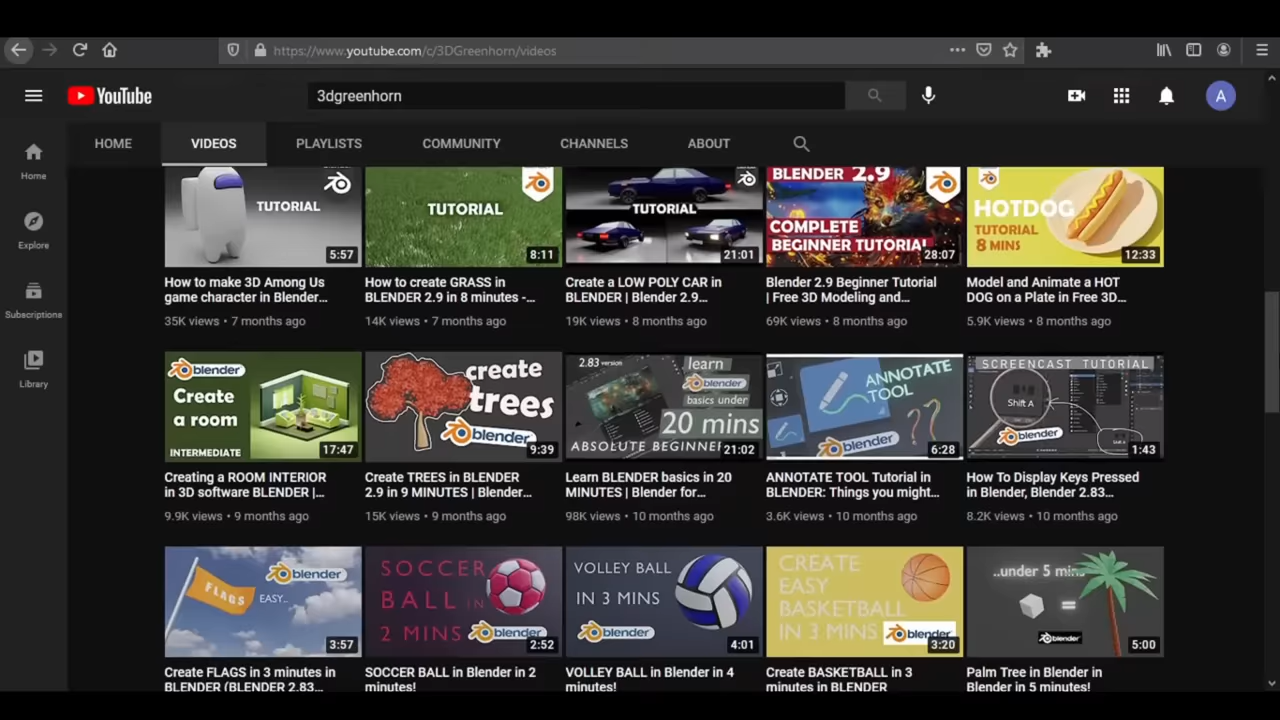 https://www.youtube.com/c/3DGreenhorn/videos
YouTube
3dgreenhorn
A
HOME
VIDEOS
PLAYLISTS
COMMUNITY
CHANNELS
ABOUT
Home
Explore
Subscriptions
Library
TUTORIAL
5:57
TUTORIAL
8:11
TUTORIAL
21:01
BLENDER 2.9
COMPLETE
BEGINNER TUTORIAL
28:07
HOTDOG
TUTORIAL
8 MINS
12:33
How to make 3D Among Us
game character in Blender...
35K views • 7 months ago
How to create GRASS in
BLENDER 2.9 in 8 minutes -...
14K views • 7 months ago
Create a LOW POLY CAR in
BLENDER | Blender 2.9...
19K views • 8 months ago
Blender 2.9 Beginner Tutorial
| Free 3D Modeling and...
69K views • 8 months ago
Model and Animate a HOT
DOG on a Plate in Free 3D...
5.9K views • 8 months ago
blender
Create
a room
INTERMEDIATE
17:47
create
trees
blender
9:39
2.83 version
learn
blender
basics under
20 mins
ABSOLUTE BEGINNER
21:02
ANNOTATE
TOOL
blender
6:28
SCREENCAST TUTORIAL
Shift A
blender
1:43
Creating a ROOM INTERIOR
in 3D software BLENDER |...
9.9K views • 9 months ago
Create TREES in BLENDER
2.9 in 9 MINUTES | Blender...
15K views • 9 months ago
Learn BLENDER basics in 20
MINUTES | Blender for...
98K views • 10 months ago
ANNOTATE TOOL Tutorial in
BLENDER: Things you might...
3.6K views • 10 months ago
How To Display Keys Pressed
in Blender, Blender 2.83...
8.2K views • 10 months ago
FLAGS
blender
EASY..
3:57
SOCCER
BALL IN
2 MINS
blender
2:52
VOLLEY BALL
IN 3 MINS
blender
4:01
CREATE
EASY
BASKETBALL
IN 3 MINS
blender
3:20
..under 5 mins
=
blender
5:00
Create FLAGS in 3 minutes in
BLENDER (BLENDER 2.83...
SOCCER BALL in Blender in 2
minutes!
VOLLEY BALL in Blender in 4
minutes!
Create BASKETBALL in 3
minutes in BLENDER
Palm Tree in Blender in
Blender in 5 minutes!